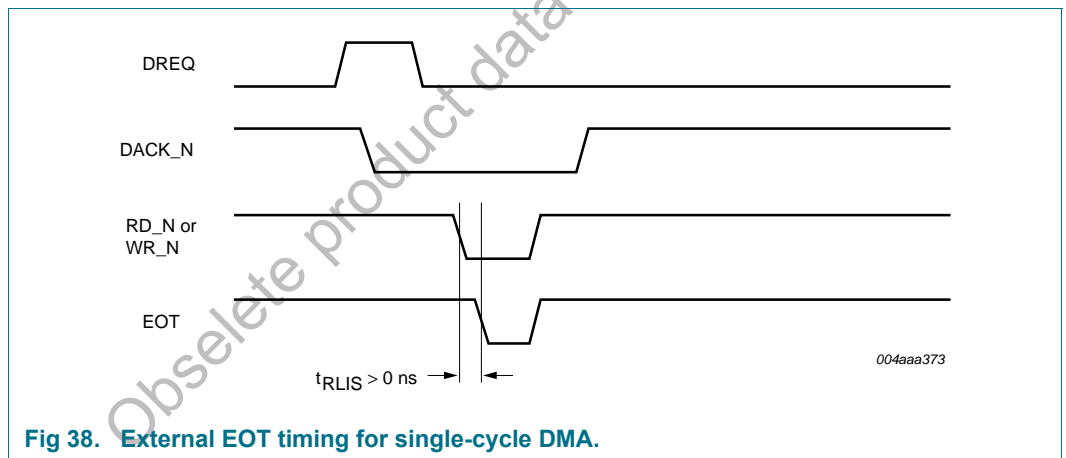 DREQ
DACK_N
RD_N or
WR_N
EOT
004aaa373
tRLIS > 0 ns
Obselete product data
Fig 38. External EOT timing for single-cycle DMA.